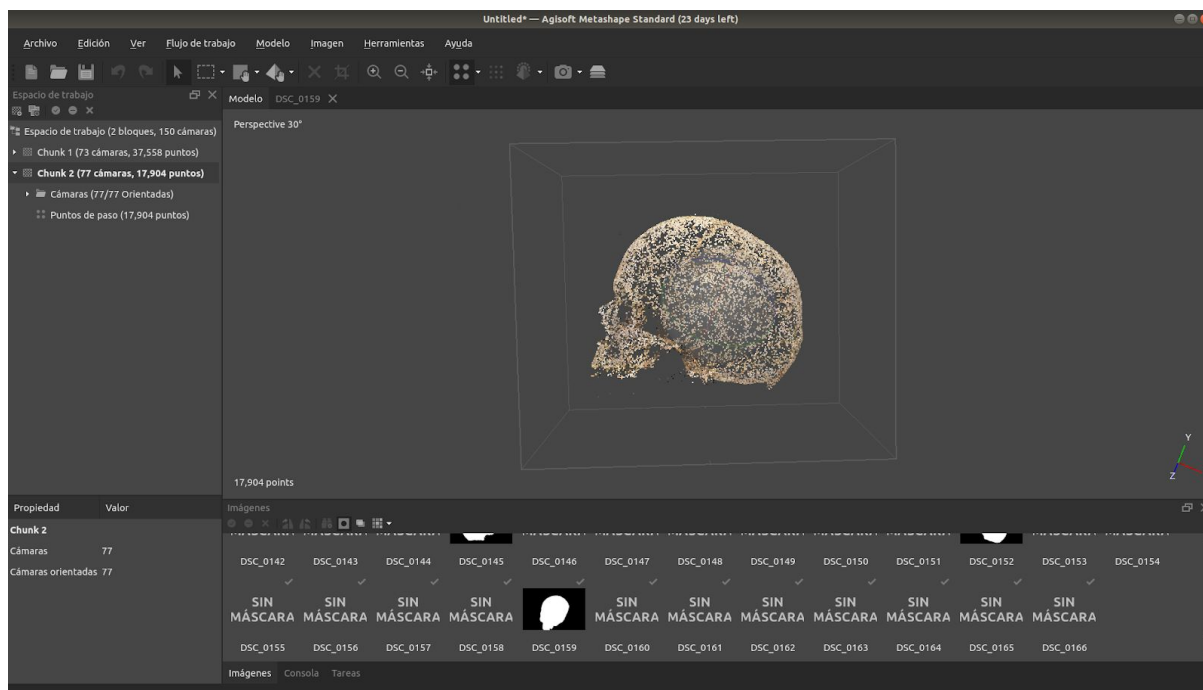 Untitled* — Agisoft Metashape Standard (23 days left)
Archivo Edición Ver Flujo de trabajo Modelo Imagen Herramientas Ayuda
Espacio de trabajo
Modelo DSC_0159
Espacio de trabajo (2 bloques, 150 cámaras)
Chunk 1 (73 cámaras, 37,558 puntos)
Chunk 2 (77 cámaras, 17,904 puntos)
Cámaras (77/77 Orientadas)
Puntos de paso (17,904 puntos)
Perspective 30°
Y
Z
17,904 points
Propiedad Valor
Chunk 2
Cámaras 77
Cámaras orientadas 77
Imágenes
DSC_0142 DSC_0143 DSC_0144 DSC_0145 DSC_0146 DSC_0147 DSC_0148 DSC_0149 DSC_0150 DSC_0151 DSC_0152 DSC_0153 DSC_0154
SIN SIN SIN SIN SIN SIN SIN SIN SIN SIN SIN
MÁSCARA MÁSCARA MÁSCARA MÁSCARA MÁSCARA MÁSCARA MÁSCARA MÁSCARA MÁSCARA MÁSCARA MÁSCARA
DSC_0155 DSC_0156 DSC_0157 DSC_0158 DSC_0159 DSC_0160 DSC_0161 DSC_0162 DSC_0163 DSC_0164 DSC_0165 DSC_0166
Imágenes Consola Tareas